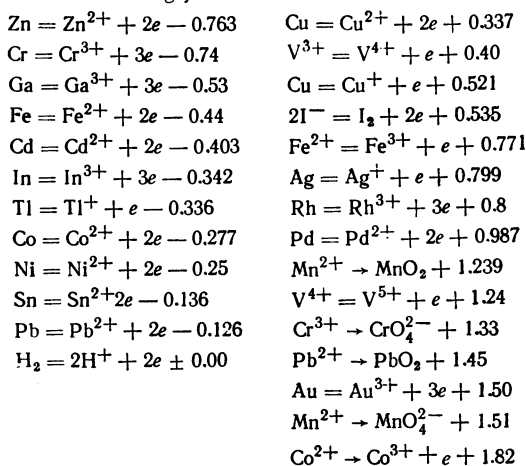 Zn = Zn²⁺ + 2e — 0.763
Cr = Cr³⁺ + 3e — 0.74
Ga = Ga³⁺ + 3e — 0.53
Fe = Fe²⁺ + 2e — 0.44
Cd = Cd²⁺ + 2e — 0.403
In = In³⁺ + 3e — 0.342
Tl = Tl⁺ + e — 0.336
Co = Co²⁺ + 2e — 0.277
Ni = Ni²⁺ + 2e — 0.25
Sn = Sn²⁺2e — 0.136
Pb = Pb²⁺ + 2e — 0.126
H₂ = 2H⁺ + 2e ± 0.00
Cu = Cu²⁺ + 2e + 0.337
V³⁺ = V⁴⁺ + e + 0.40
Cu = Cu⁺ + e + 0.521
2I⁻ = I₂ + 2e + 0.535
Fe²⁺ = Fe³⁺ + e + 0.771
Ag = Ag⁺ + e + 0.799
Rh = Rh³⁺ + 3e + 0.8
Pd = Pd²⁺ + 2e + 0.987
Mn²⁺ → MnO₂ + 1.239
V⁴⁺ = V⁵⁺ + e + 1.24
Cr³⁺ → CrO₄²⁻ + 1.33
Pb²⁺ → PbO₂ + 1.45
Au = Au³⁺ + 3e + 1.50
Mn²⁺ → MnO₄²⁻ + 1.51
Co²⁺ → Co³⁺ + e + 1.82